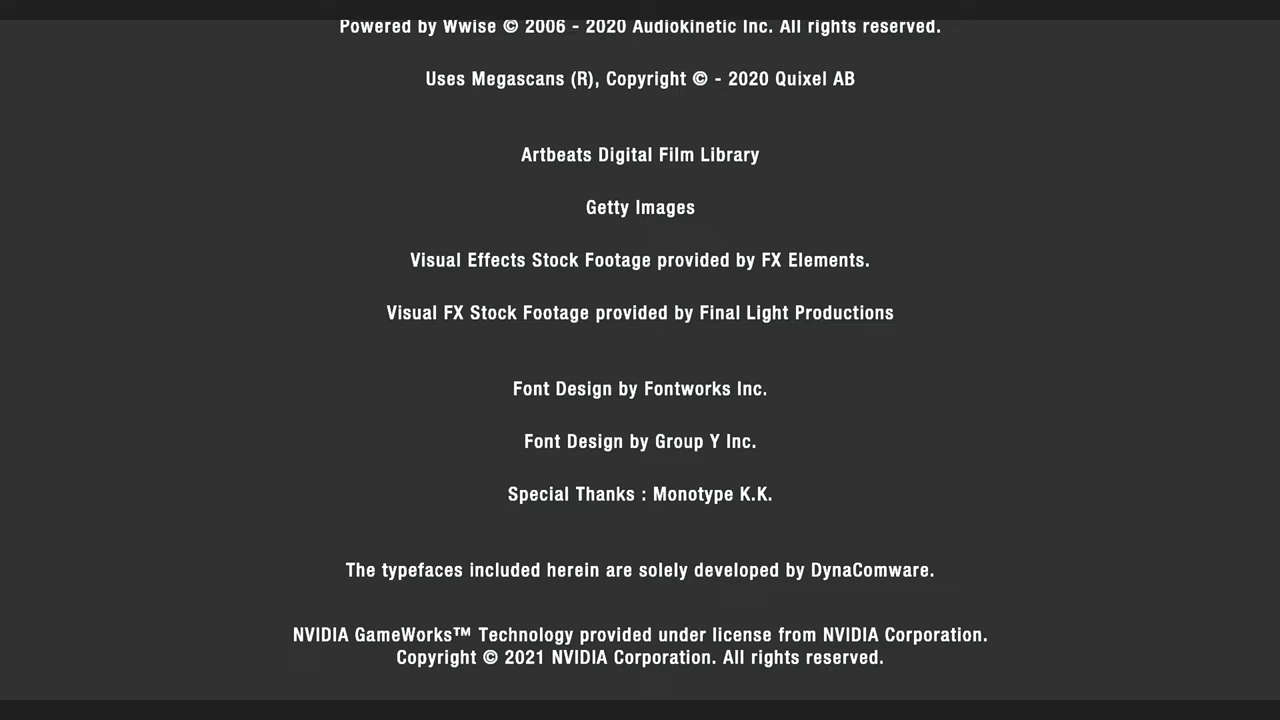 Powered by Wwise © 2006 - 2020 Audiokinetic Inc. All rights reserved.
Uses Megascans (R), Copyright © - 2020 Quixel AB
Artbeats Digital Film Library
Getty Images
Visual Effects Stock Footage provided by FX Elements.
Visual FX Stock Footage provided by Final Light Productions
Font Design by Fontworks Inc.
Font Design by Group Y Inc.
Special Thanks : Monotype K.K.
The typefaces included herein are solely developed by DynaComware.
NVIDIA GameWorks™ Technology provided under license from NVIDIA Corporation.
Copyright © 2021 NVIDIA Corporation. All rights reserved.